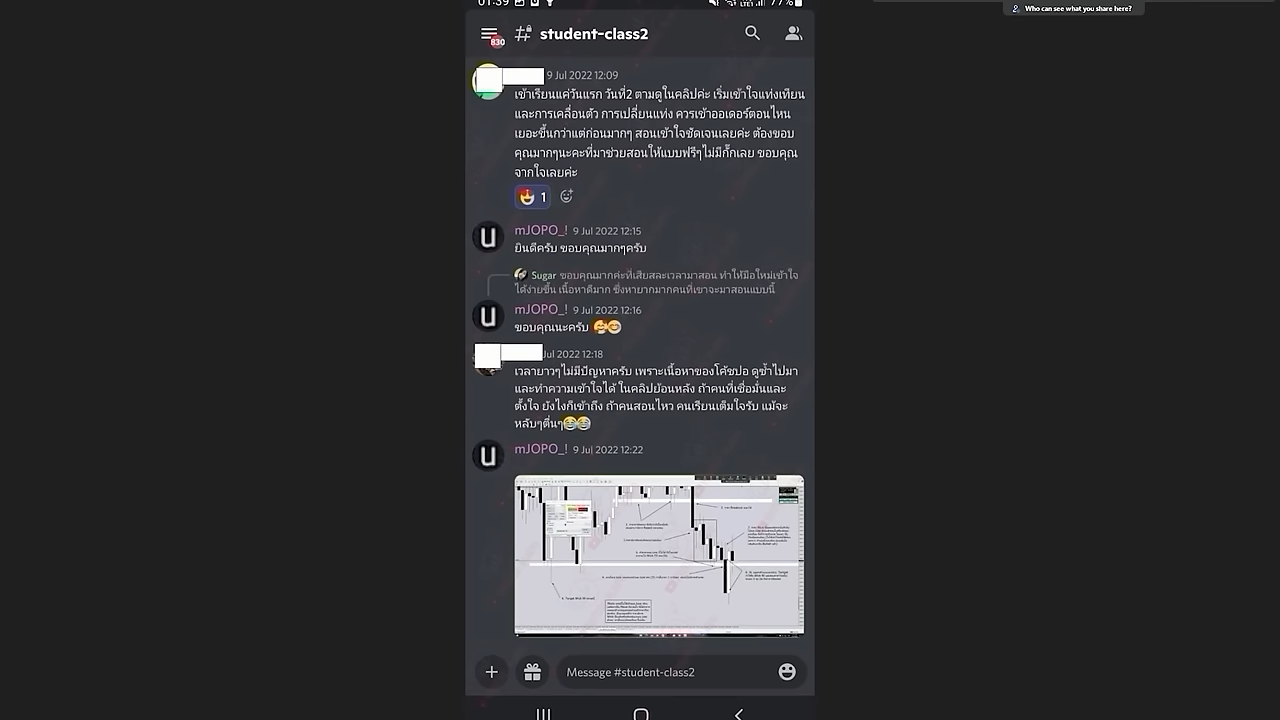 01:39
77%
Who can see what you share here?
830
student-class2
9 Jul 2022 12:09
เข้าเรียนแค่วันแรก วันที่2 ตามดูในคลิปค่ะ เริ่มเข้าใจแท่งเทียน
และการเคลื่อนตัว การเปลี่ยนแท่ง ควรเข้าออเดอร์ตอนไหน
เยอะขึ้นกว่าแต่ก่อนมากๆ สอนเข้าใจชัดเจนเลยค่ะ ต้องขอบ
คุณมากๆนะคะที่มาช่วยสอนให้แบบฟรีๆไม่มีกั๊กเลย ขอบคุณ
จากใจเลยค่ะ
1
mJOPO_! 9 Jul 2022 12:15
ยินดีครับ ขอบคุณมากๆครับ
Sugar ขอบคุณมากค่ะที่เสียสละเวลามาสอน ทำให้มือใหม่เข้าใจ
ได้ง่ายขึ้น เนื้อหาดีมาก ซึ่งหายากมากคนที่เขาจะมาสอนแบบนี้
mJOPO_! 9 Jul 2022 12:16
ขอบคุณนะครับ 🥰😊
Jul 2022 12:18
เวลายาวๆไม่มีปัญหาครับ เพราะเนื้อหาของโค้ชปอ ดูซ้ำไปมา
และทำความเข้าใจได้ ในคลิปย้อนหลัง ถ้าคนที่เชื่อมั่นและ
ตั้งใจ ยังไงก็เข้าถึง ถ้าคนสอนไหว คนเรียนเต็มใจรับ แม้จะ
หลับๆตื่นๆ😂😂
mJOPO_! 9 Jul 2022 12:22
Message #student-class2